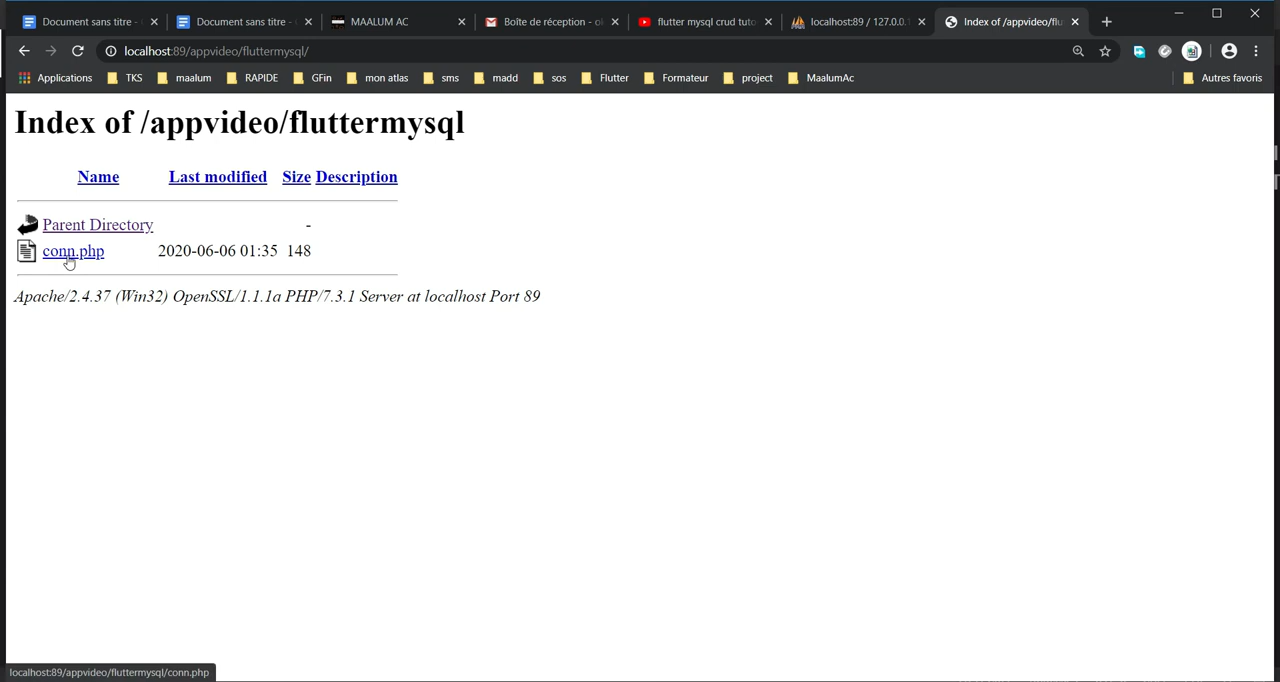 Document sans titre - Document sans titre - MAALUM AC Boîte de réception - flutter mysql crud tuto localhost:89 / 127.0.0.1 Index of /appvideo/flu
localhost:89/appvideo/fluttermysql/
Applications TKS maalum RAPIDE GFin mon atlas sms madd sos Flutter Formateur project MaalumAc Autres favoris
Index of /appvideo/fluttermysql
Name Last modified Size Description
Parent Directory -
conn.php 2020-06-06 01:35 148
Apache/2.4.37 (Win32) OpenSSL/1.1.1a PHP/7.3.1 Server at localhost Port 89
localhost:89/appvideo/fluttermysql/conn.php